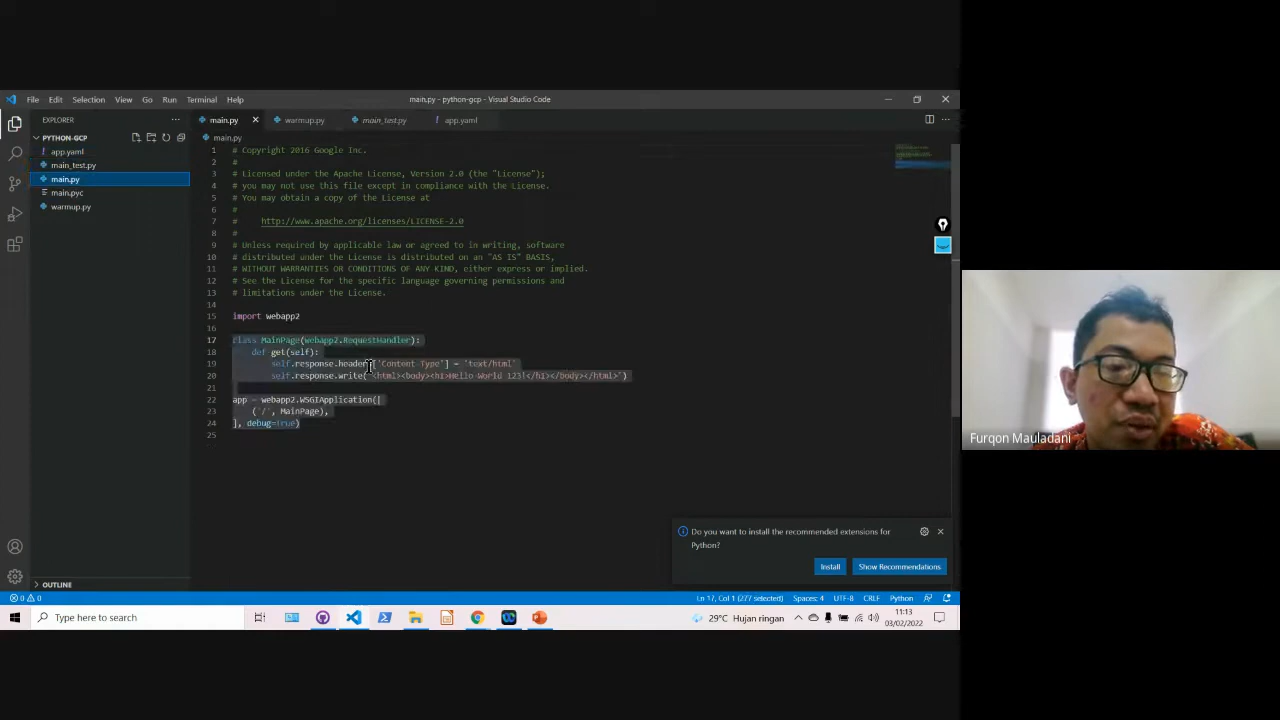 File Edit Selection View Go Run Terminal Help
main.py - python-gcp - Visual Studio Code
EXPLORER
PYTHON-GCP
app.yaml
main_test.py
main.py
main.pyc
warmup.py
OUTLINE
main.py warmup.py main_test.py app.yaml
main.py
1 # Copyright 2016 Google Inc.
2 #
3 # Licensed under the Apache License, Version 2.0 (the "License");
4 # you may not use this file except in compliance with the License.
5 # You may obtain a copy of the License at
6 #
7 # http://www.apache.org/licenses/LICENSE-2.0
8 #
9 # Unless required by applicable law or agreed to in writing, software
10 # distributed under the License is distributed on an "AS IS" BASIS,
11 # WITHOUT WARRANTIES OR CONDITIONS OF ANY KIND, either express or implied.
12 # See the License for the specific language governing permissions and
13 # limitations under the License.
14
15 import webapp2
16
17 class MainPage(webapp2.RequestHandler):
18 def get(self):
19 self.response.headers['Content-Type'] = 'text/html'
20 self.response.write("<html><body><h1>Hello World 123!</h1></body></html>")
21
22 app = webapp2.WSGIApplication([
23 ('/', MainPage),
24 ], debug=True)
25
Do you want to install the recommended extensions for
Python?
Install Show Recommendations
0 0 Ln 17, Col 1 (277 selected) Spaces: 4 UTF-8 CRLF Python
Type here to search
29°C Hujan ringan
11:13
03/02/2022
Furqon Mauladani